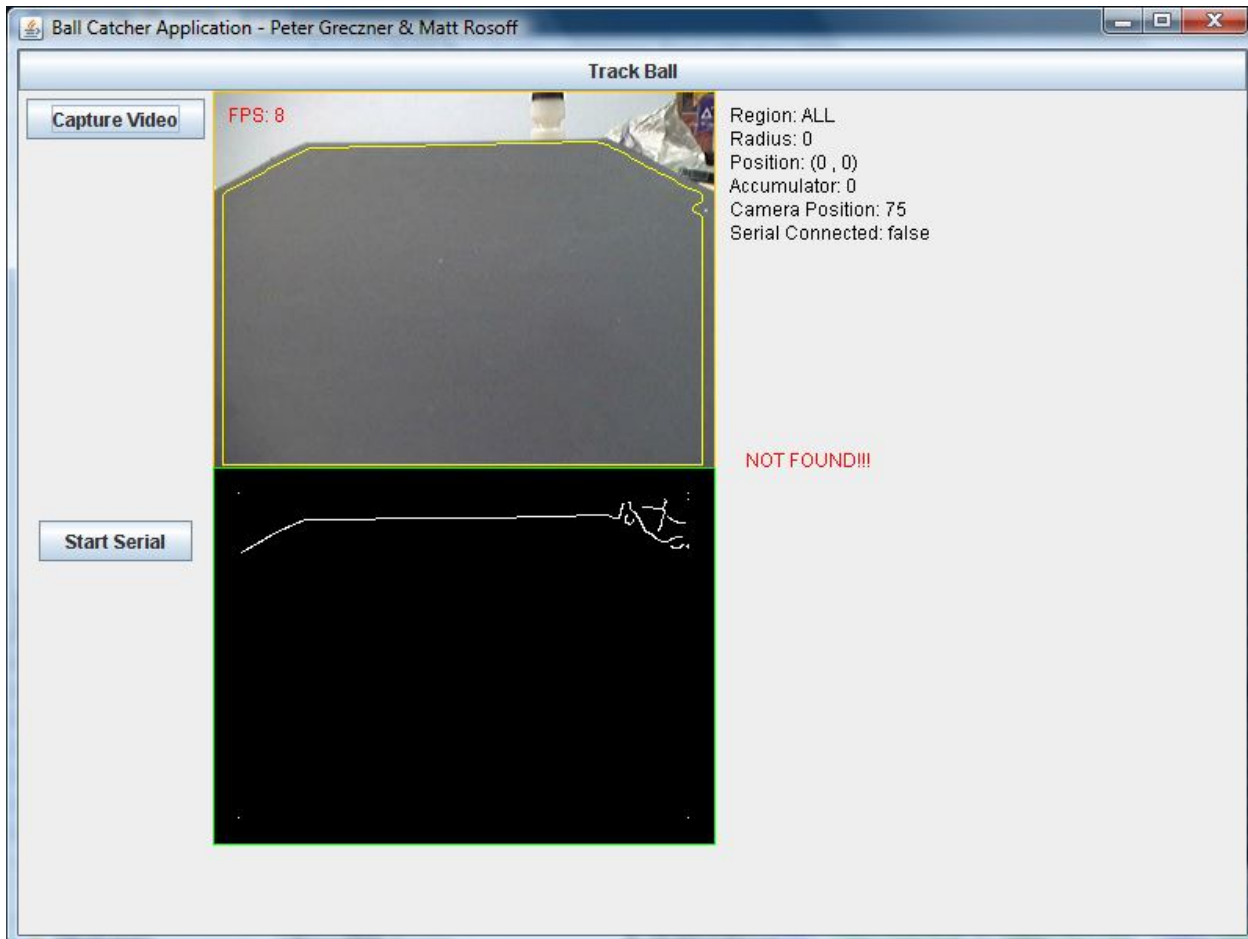 Ball Catcher Application - Peter Greczner & Matt Rosoff
Track Ball
Capture Video
FPS: 8
Region: ALL
Radius: 0
Position: (0 , 0)
Accumulator: 0
Camera Position: 75
Serial Connected: false
NOT FOUND!!!
Start Serial